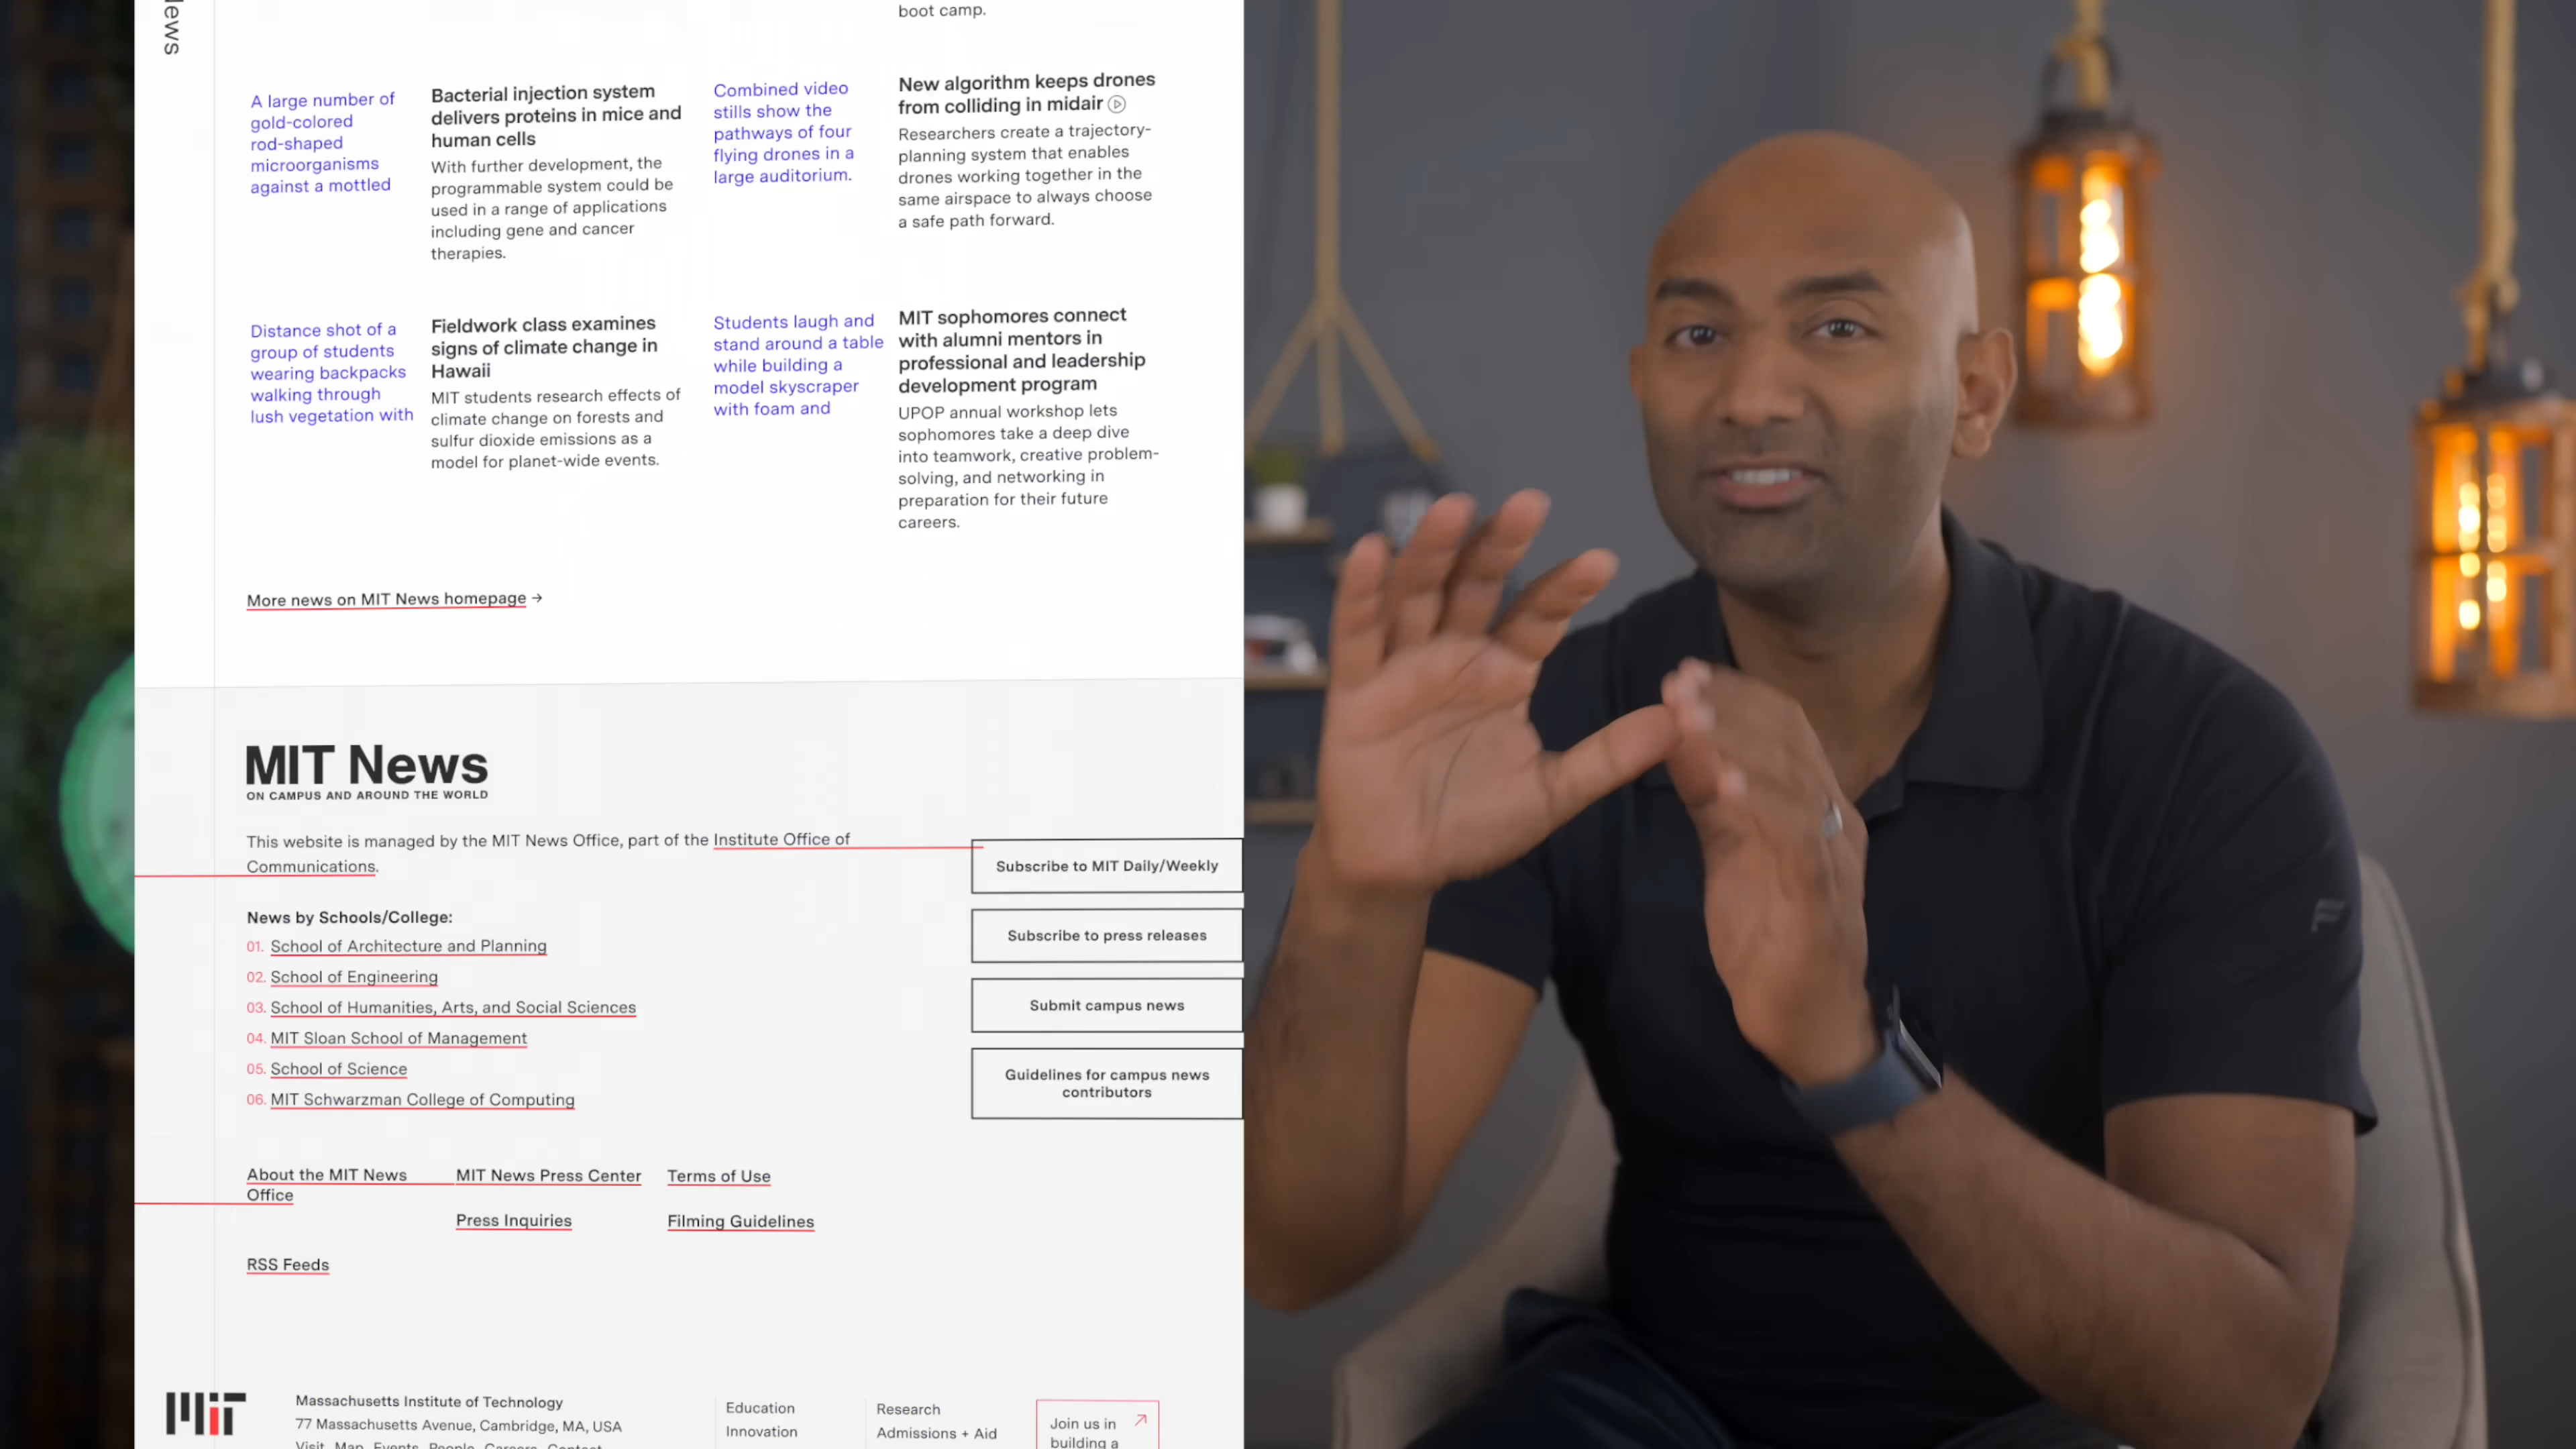 News
boot camp.
A large number of
gold-colored
rod-shaped
microorganisms
against a mottled
Bacterial injection system
delivers proteins in mice and
human cells
With further development, the
programmable system could be
used in a range of applications
including gene and cancer
therapies.
Combined video
stills show the
pathways of four
flying drones in a
large auditorium.
New algorithm keeps drones
from colliding in midair
Researchers create a trajectory-
planning system that enables
drones working together in the
same airspace to always choose
a safe path forward.
Distance shot of a
group of students
wearing backpacks
walking through
lush vegetation with
Fieldwork class examines
signs of climate change in
Hawaii
MIT students research effects of
climate change on forests and
sulfur dioxide emissions as a
model for planet-wide events.
Students laugh and
stand around a table
while building a
model skyscraper
with foam and
MIT sophomores connect
with alumni mentors in
professional and leadership
development program
UPOP annual workshop lets
sophomores take a deep dive
into teamwork, creative problem-
solving, and networking in
preparation for their future
careers.
More news on MIT News homepage →
MIT News
ON CAMPUS AND AROUND THE WORLD
This website is managed by the MIT News Office, part of the Institute Office of
Communications.
News by Schools/College:
01. School of Architecture and Planning
02. School of Engineering
03. School of Humanities, Arts, and Social Sciences
04. MIT Sloan School of Management
05. School of Science
06. MIT Schwarzman College of Computing
Subscribe to MIT Daily/Weekly
Subscribe to press releases
Submit campus news
Guidelines for campus news
contributors
About the MIT News
Office
MIT News Press Center
Terms of Use
Press Inquiries
Filming Guidelines
RSS Feeds
MIT
Massachusetts Institute of Technology
77 Massachusetts Avenue, Cambridge, MA, USA
Visit Map Events People Careers Contact
Education
Innovation
Research
Admissions + Aid
Join us in
building a